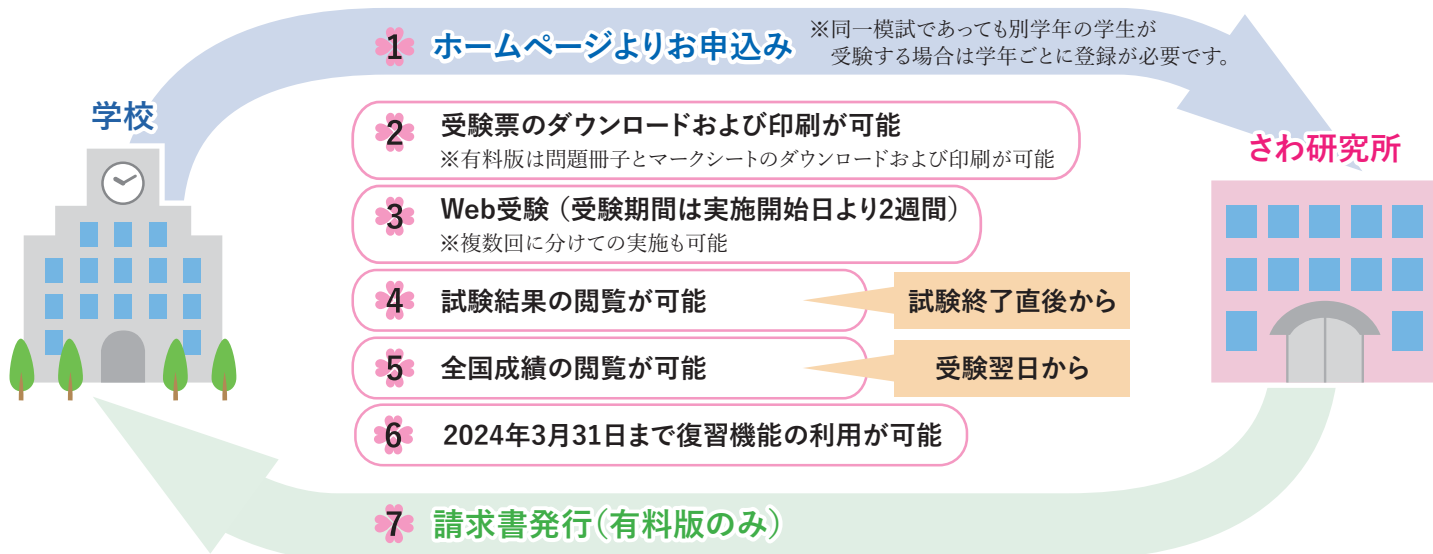 1 ホームページよりお申込み
※同一模試であっても別学年の学生が
受験する場合は学年ごとに登録が必要です。
学校
さわ研究所
2 受験票のダウンロードおよび印刷が可能
※有料版は問題冊子とマークシートのダウンロードおよび印刷が可能
3 Web受験（受験期間は実施開始日より2週間）
※複数回に分けての実施も可能
4 試験結果の閲覧が可能
試験終了直後から
5 全国成績の閲覧が可能
受験翌日から
6 2024年3月31日まで復習機能の利用が可能
7 請求書発行（有料版のみ）